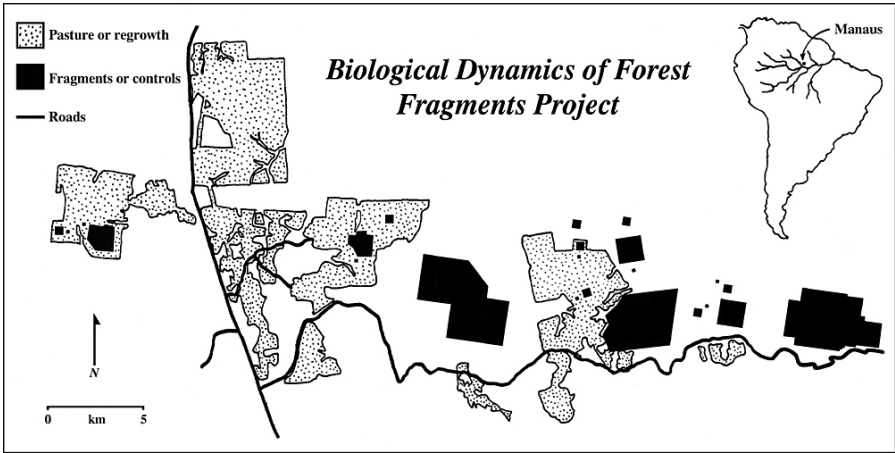 Pasture or regrowth
Fragments or controls
Roads
Biological Dynamics of Forest
Fragments Project
Manaus
N
0 km 5